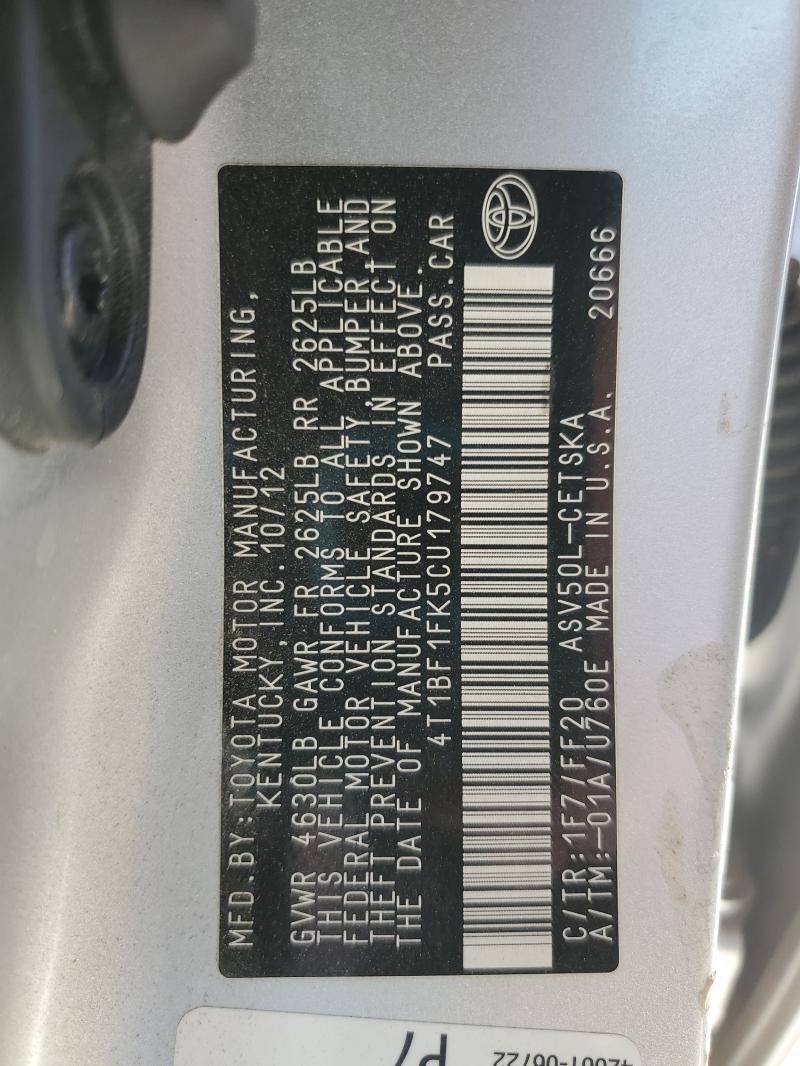 MFD.BY:TOYOTA MOTOR MANUFACTURING,
KENTUCKY, INC. 10/12
GVWR 4630LB GAWR FR 2625LB RR 2625LB
THIS VEHICLE CONFORMS TO ALL APPLICABLE
FEDERAL MOTOR VEHICLE SAFETY,BUMPER,AND
THEFT PREVENTION STANDARDS IN EFFECT ON
THE DATE OF MANUFACTURE SHOWN ABOVE.
4T1BF1FK5CU179747 PASS.CAR
C/TR:1F7/FF20 ASV50L-CETSKA
A/TM:-01A/U760E MADE IN U.S.A. 20666